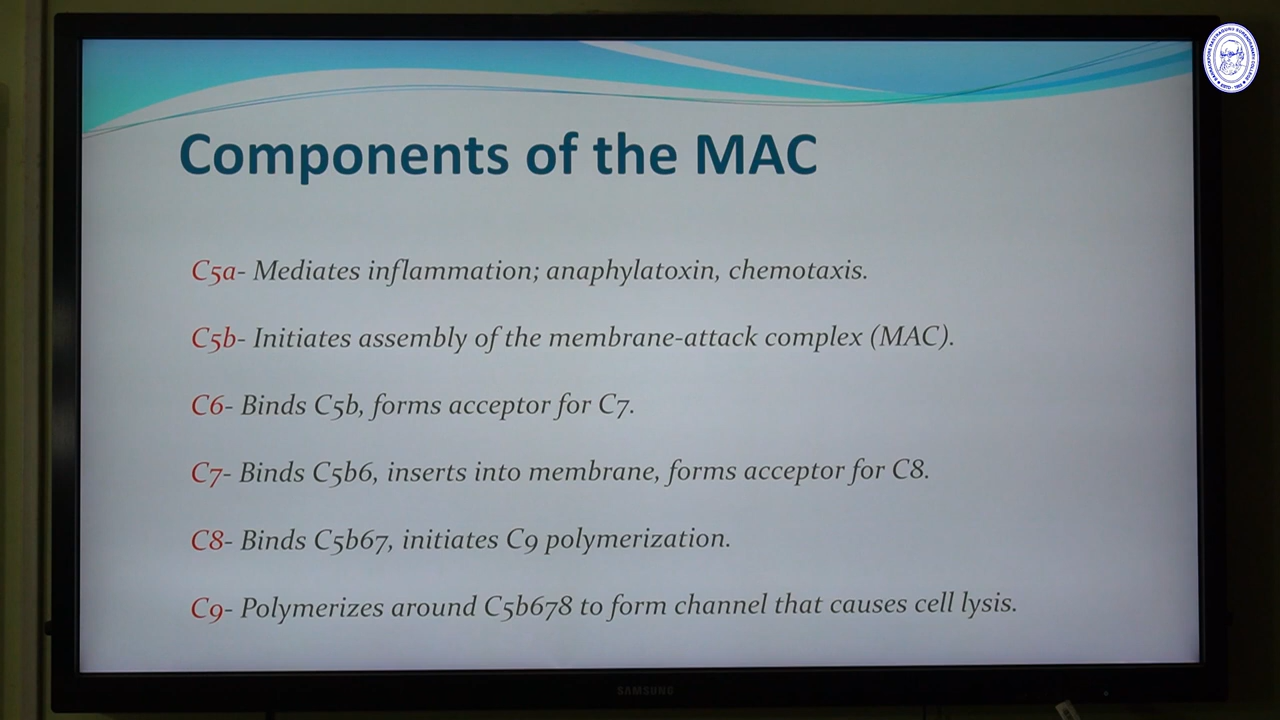 Components of the MAC
C5a- Mediates inflammation; anaphylatoxin, chemotaxis.
C5b- Initiates assembly of the membrane-attack complex (MAC).
C6- Binds C5b, forms acceptor for C7.
C7- Binds C5b6, inserts into membrane, forms acceptor for C8.
C8- Binds C5b67, initiates C9 polymerization.
C9- Polymerizes around C5b678 to form channel that causes cell lysis.
SAMSUNG